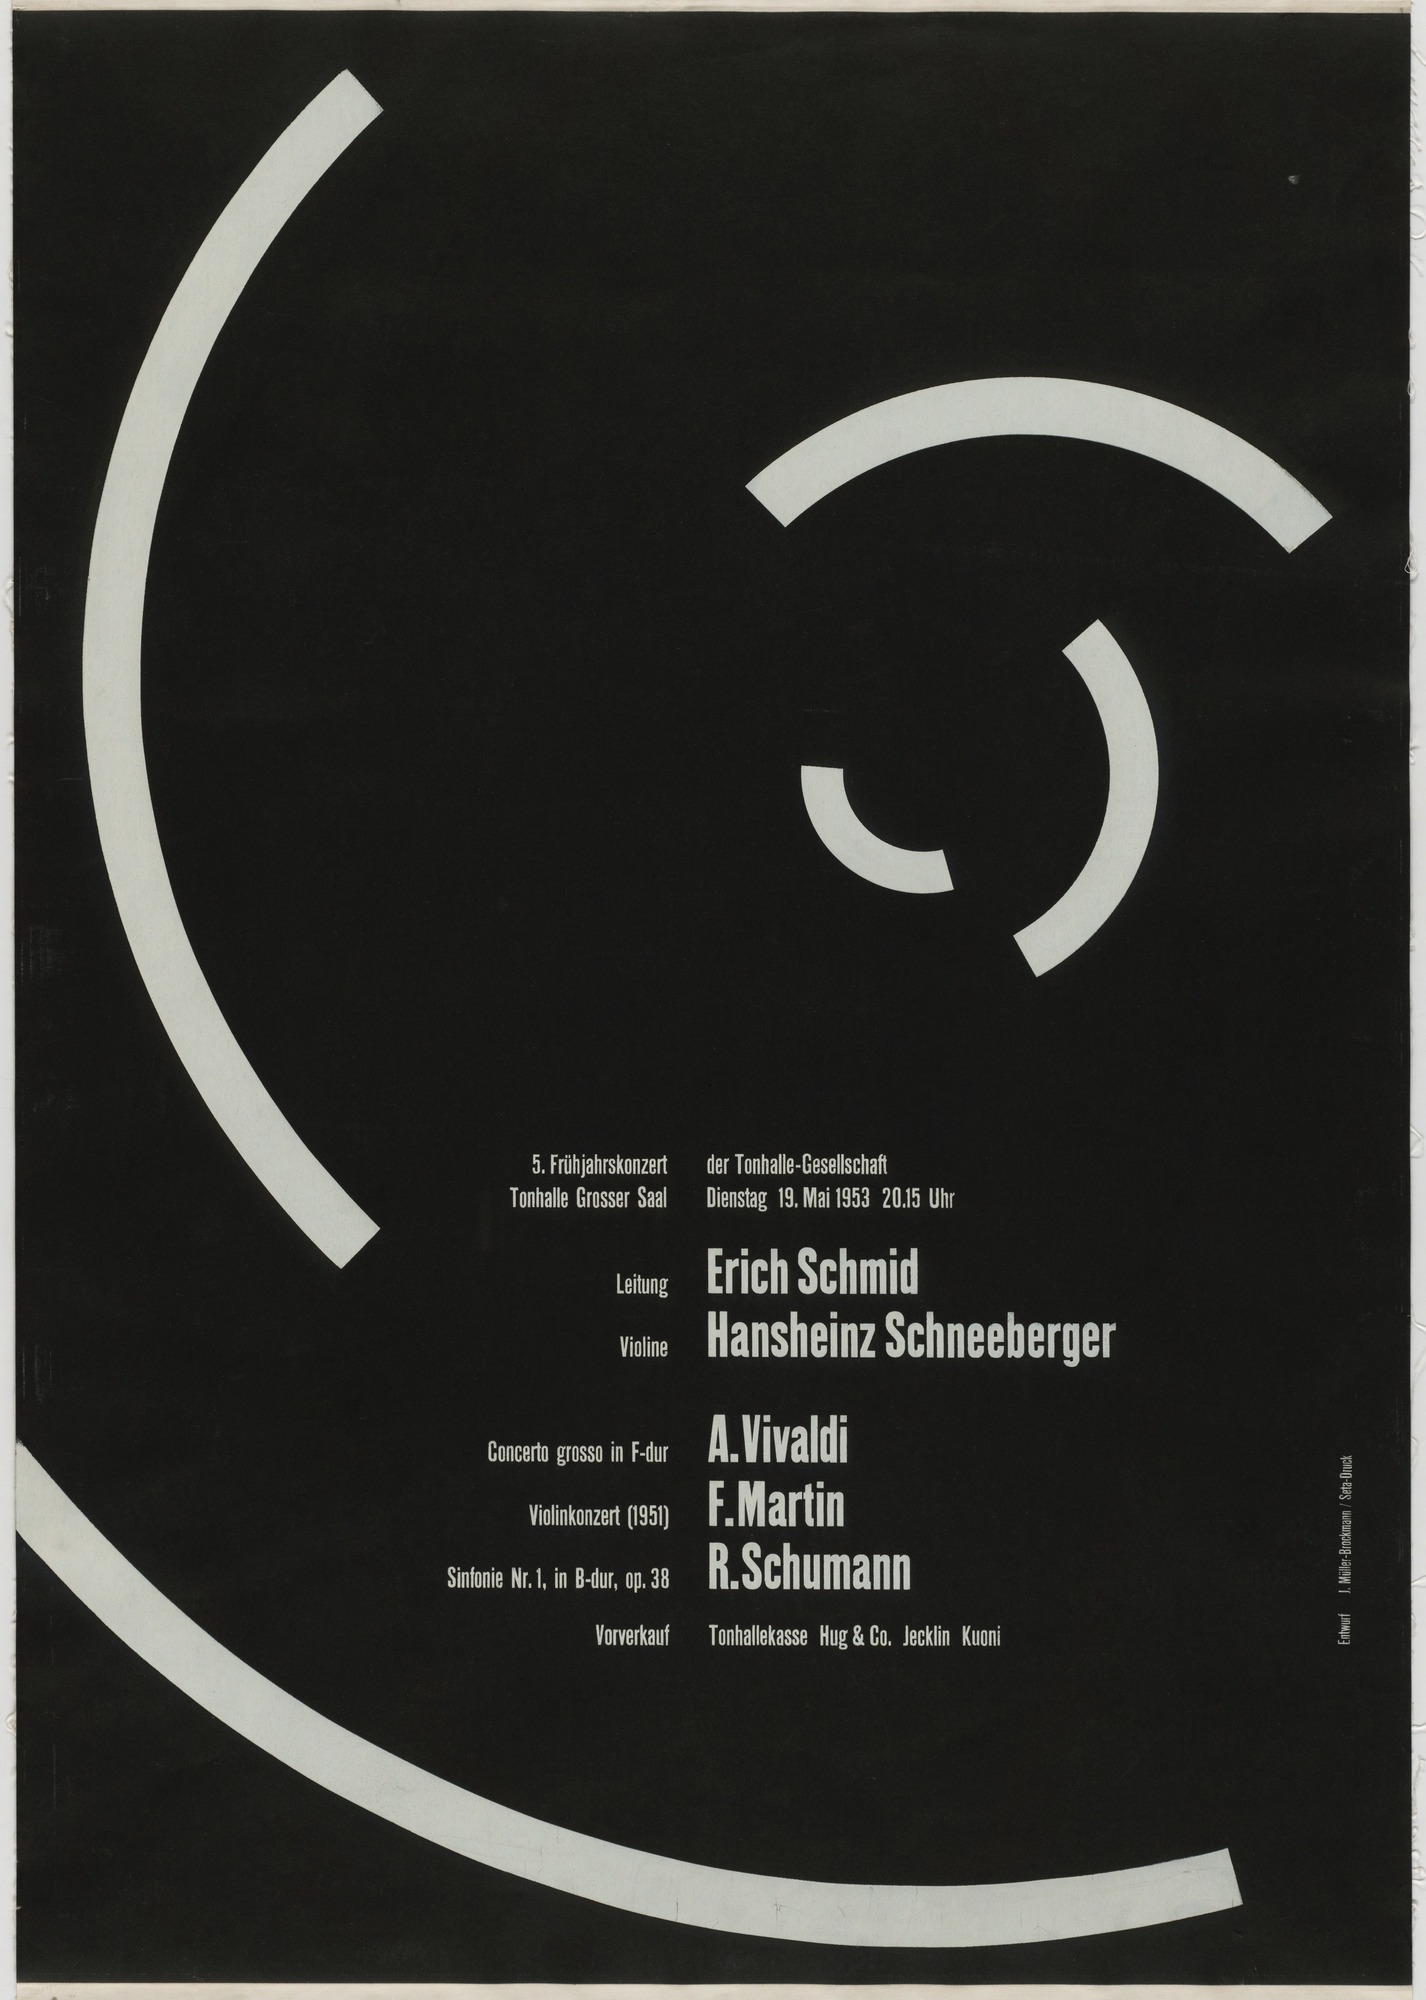 5. Frühjahrskonzert der Tonhalle-Gesellschaft
Tonhalle Grosser Saal Dienstag 19. Mai 1953 20.15 Uhr
Leitung Erich Schmid
Violine Hansheinz Schneeberger
Concerto grosso in F-dur A. Vivaldi
Violinkonzert (1951) F. Martin
Sinfonie Nr. 1, in B-dur, op. 38 R. Schumann
Vorverkauf Tonhallekasse Hug & Co. Jecklin Kuoni
Entwurf J. Müller-Brockmann / Seta-Druck